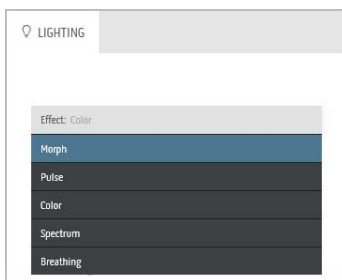 LIGHTING
Effect: Color
Morph
Pulse
Color
Spectrum
Breathing